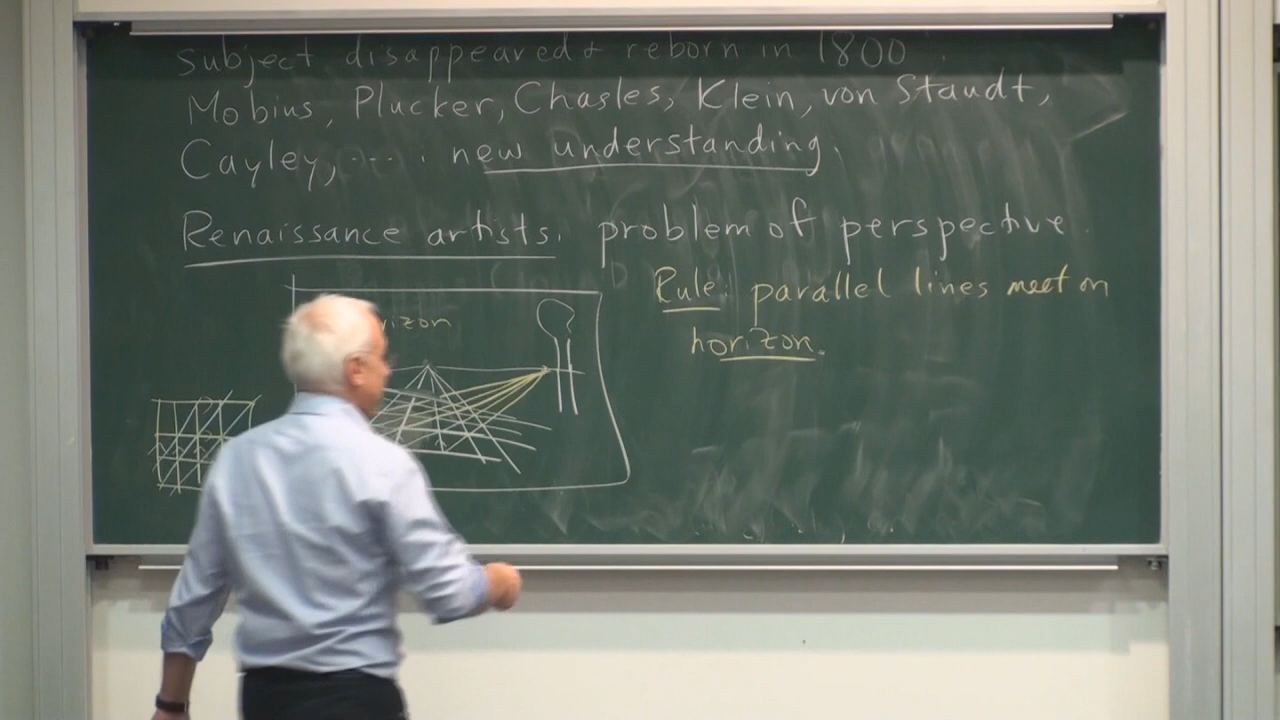 subject disappeared & reborn in 1800.
Mobius, Plucker, Chasles, Klein, von Staudt,
Cayley, .... new understanding.
Renaissance artists. problem of perspective.
Rule: parallel lines meet on
horizon.
rizon